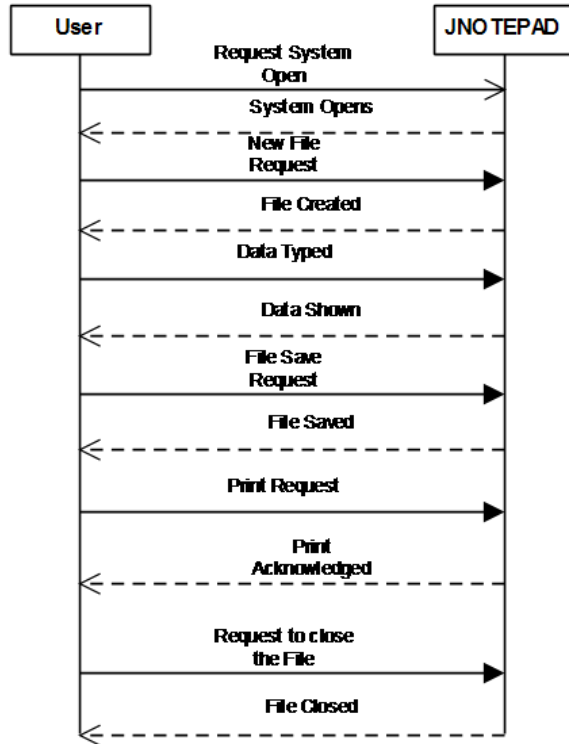 User
JNOTEPAD
Request System
Open
System Opens
New File
Request
File Created
Data Typed
Data Shown
File Save
Request
File Saved
Print Request
Print
Acknowledged
Request to close
the File
File Closed